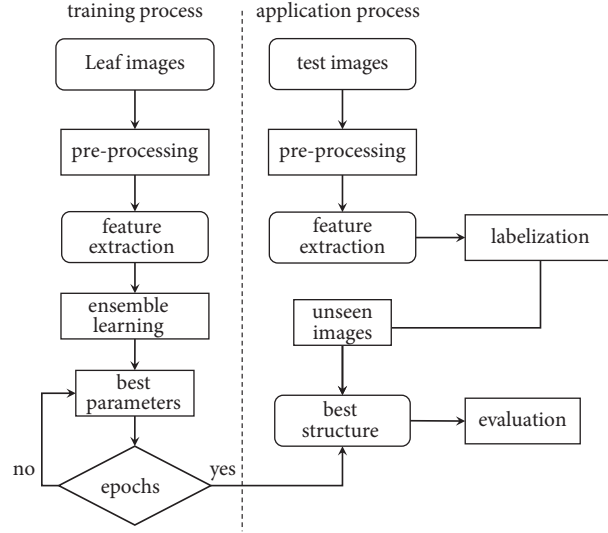 training process
application process
Leaf images
test images
pre-processing
pre-processing
feature
extraction
feature
extraction
labelization
ensemble
learning
unseen
images
best
parameters
best
structure
evaluation
no
yes
epochs